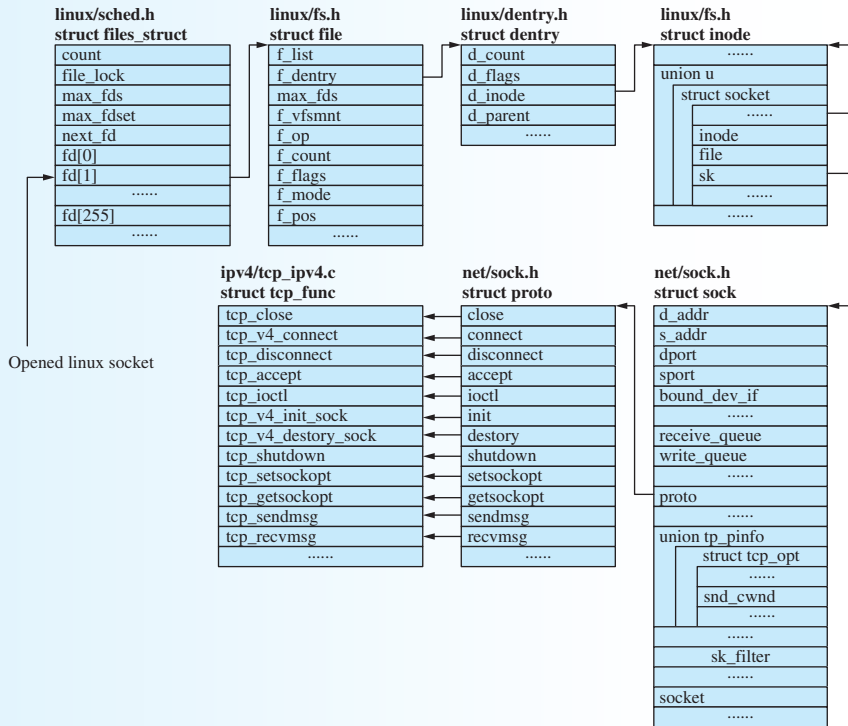 linux/sched.h
struct files_struct
count
file_lock
max_fds
max_fdset
next_fd
fd[0]
fd[1]
......
fd[255]
......
linux/fs.h
struct file
f_list
f_dentry
max_fds
f_vfsmnt
f_op
f_count
f_flags
f_mode
f_pos
......
linux/dentry.h
struct dentry
d_count
d_flags
d_inode
d_parent
......
linux/fs.h
struct inode
......
union u
struct socket
......
inode
file
sk
......
......
Opened linux socket
ipv4/tcp_ipv4.c
struct tcp_func
tcp_close
tcp_v4_connect
tcp_disconnect
tcp_accept
tcp_ioctl
tcp_v4_init_sock
tcp_v4_destory_sock
tcp_shutdown
tcp_setsockopt
tcp_getsockopt
tcp_sendmsg
tcp_recvmsg
......
net/sock.h
struct proto
close
connect
disconnect
accept
ioctl
init
destory
shutdown
setsockopt
getsockopt
sendmsg
recvmsg
......
net/sock.h
struct sock
d_addr
s_addr
dport
sport
bound_dev_if
......
receive_queue
write_queue
......
proto
......
union tp_pinfo
struct tcp_opt
......
snd_cwnd
......
......
sk_filter
......
socket
......